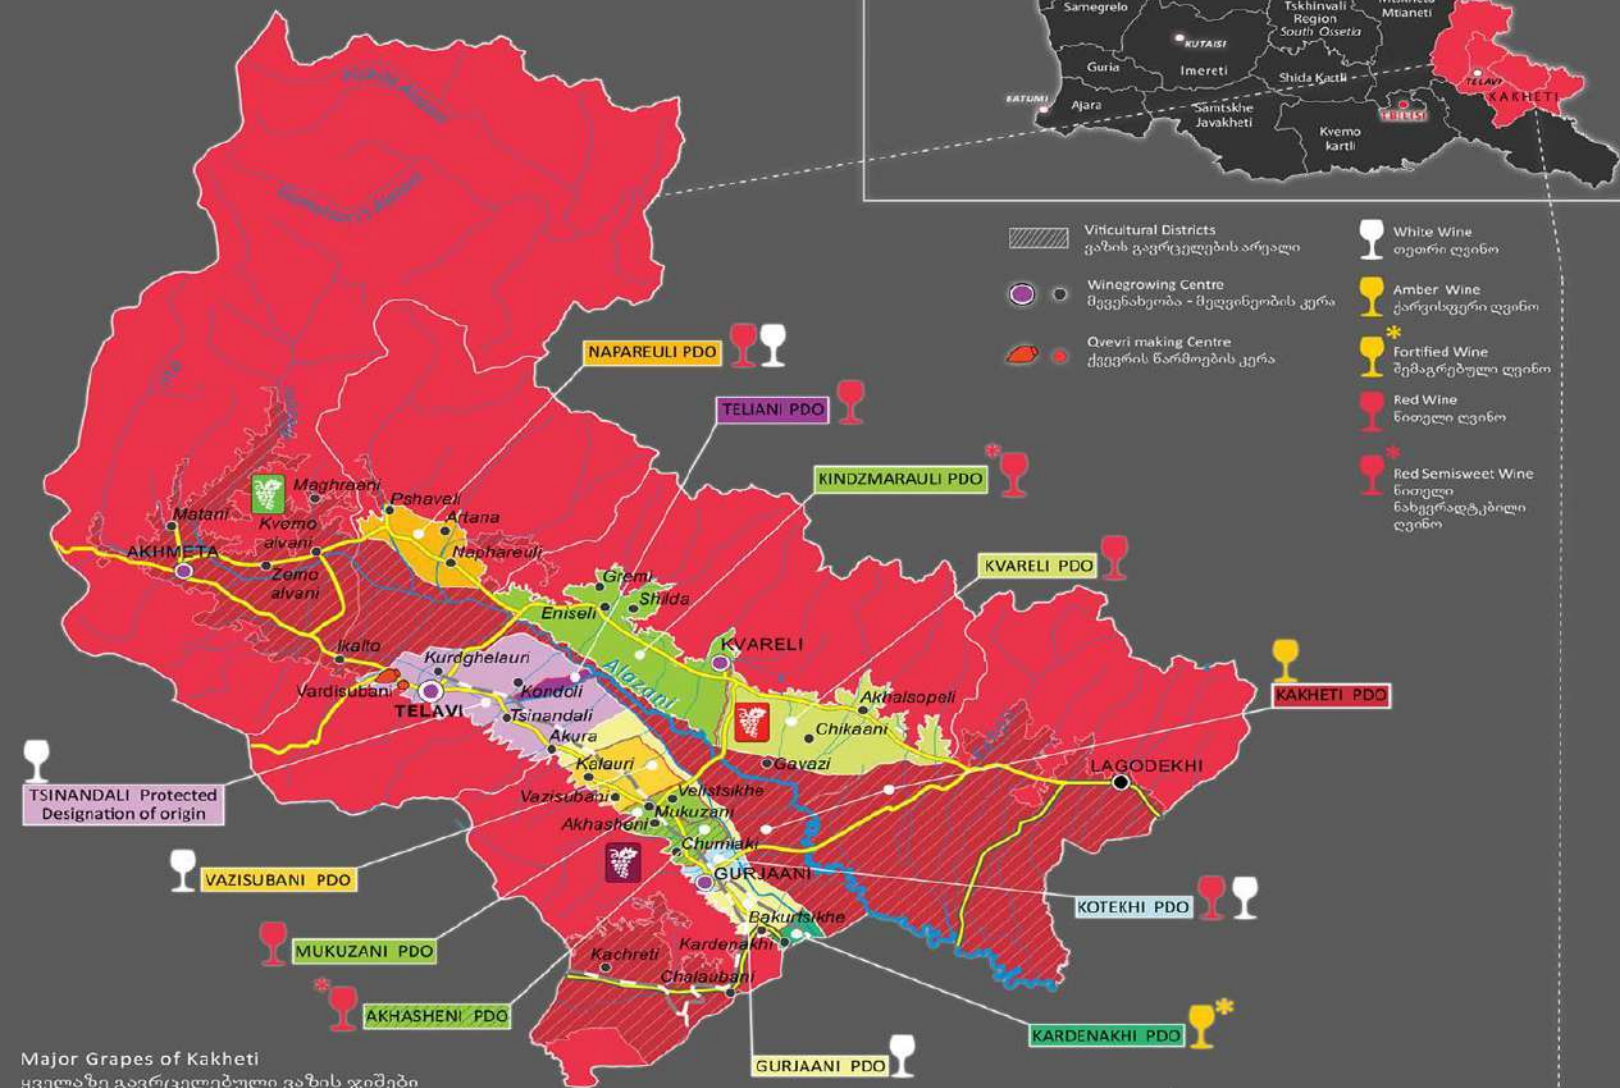 Samegrelo
Tskhinvali
Region
South Ossetia
Mtianeti
KUTAISI
Guria
Imereti
Shida Kartli
TELAVI
KAKHETI
BATUMI
Ajara
Samtskhe
Javakheti
TBILISI
Kvemo
kartli
Viticultural Districts
ვაზის გავრცელების არეალი
Winegrowing Centre
მევენახეობა - მეღვინეობის კერა
Qvevri making Centre
ქვევრის წარმოების კერა
White Wine
თეთრი ღვინო
Amber Wine
ქარვისფერი ღვინო
Fortified Wine
შემაგრებული ღვინო
Red Wine
წითელი ღვინო
Red Semisweet Wine
წითელი
ნახევრადტკბილი
ღვინო
NAPAREULI PDO
TELIANI PDO
KINDZMARAULI PDO
KVARELI PDO
KAKHETI PDO
Maghraani
Pshaveli
Matani
Kvemo
alvani
Artana
AKHMETA
Naphareuli
Zemo
alvani
Gremi
Shilda
Eniseli
Ikalto
Kurdghelauri
KVARELI
Alazani
Vardisubani
Kondoli
TELAVI
Tsinandali
Akhalsopeli
Chikaani
Akura
Kalauri
Gavazi
LAGODEKHI
Vazisubani
Velistsikhe
Mukuzani
Akhasheni
Chumlaki
GURJAANI
Bakurtsikhe
Kardenakhi
Kachreti
Chalaubani
TSINANDALI Protected
Designation of origin
VAZISUBANI PDO
MUKUZANI PDO
AKHASHENI PDO
KOTEKHI PDO
KARDENAKHI PDO
GURJAANI PDO
Major Grapes of Kakheti
ყველაზე გავრცელებული ვაზის ჯიშები